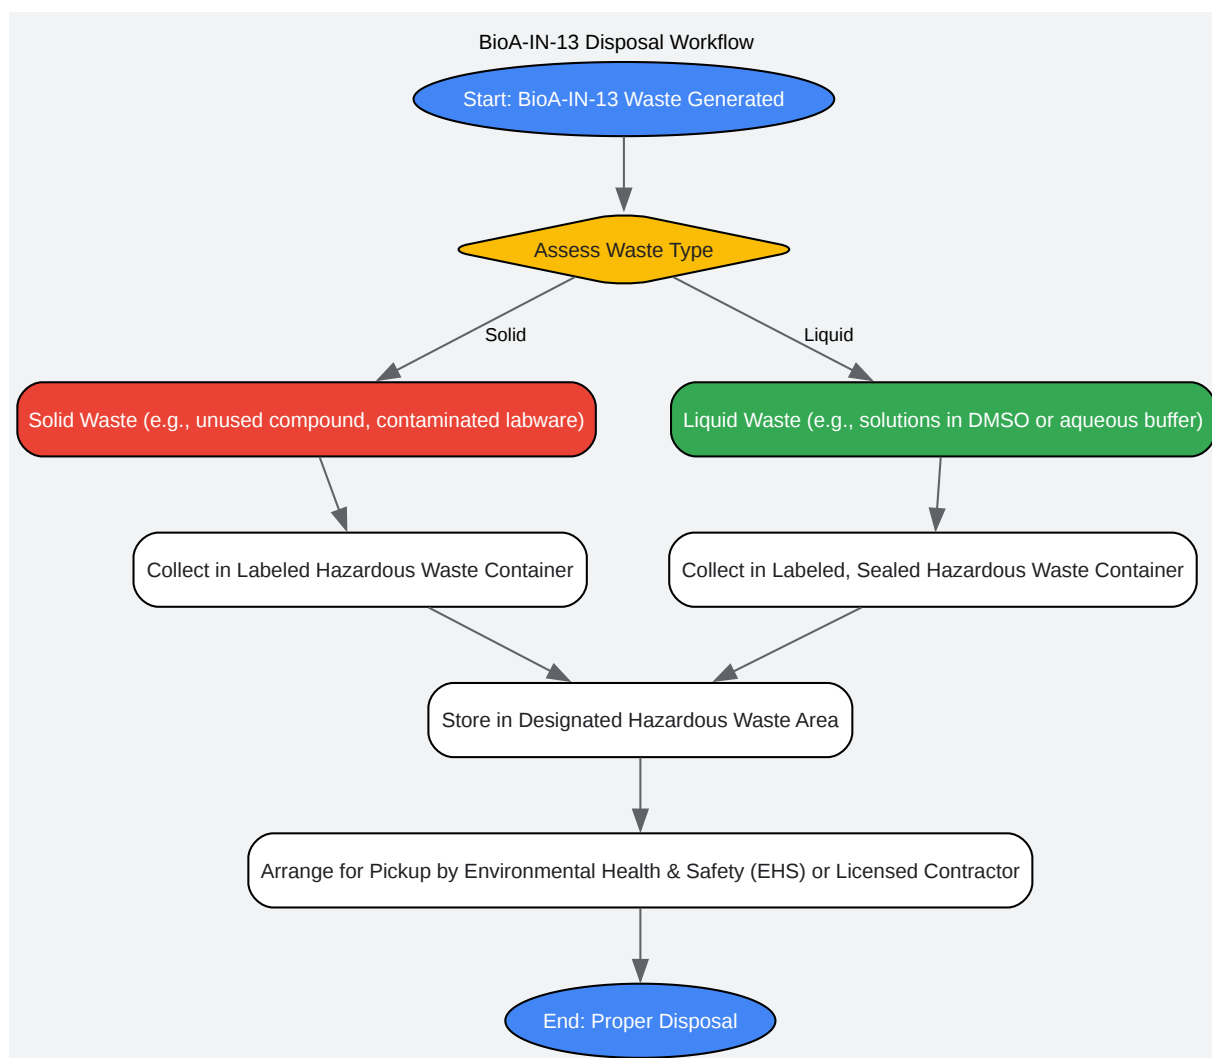 BioA-IN-13 Disposal Workflow
Start: BioA-IN-13 Waste Generated
Assess Waste Type
Solid
Liquid
Solid Waste (e.g., unused compound, contaminated labware)
Liquid Waste (e.g., solutions in DMSO or aqueous buffer)
Collect in Labeled Hazardous Waste Container
Collect in Labeled, Sealed Hazardous Waste Container
Store in Designated Hazardous Waste Area
Arrange for Pickup by Environmental Health & Safety (EHS) or Licensed Contractor
End: Proper Disposal